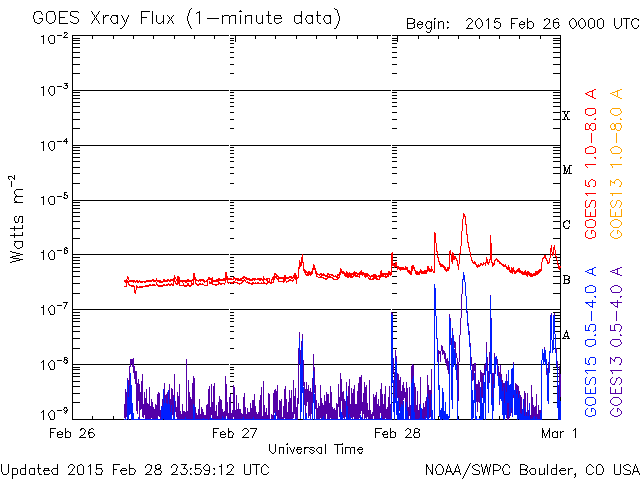 GOES Xray Flux (1-minute data)
Begin: 2015 Feb 26 0000 UTC
Watts m-2
10-2
10-3
10-4
10-5
10-6
10-7
10-8
10-9
X
M
C
B
A
GOES15 1.0-8.0 A
GOES13 1.0-8.0 A
GOES15 0.5-4.0 A
GOES13 0.5-4.0 A
Feb 26
Feb 27
Feb 28
Mar 1
Universal Time
Updated 2015 Feb 28 23:59:12 UTC
NOAA/SWPC Boulder, CO USA